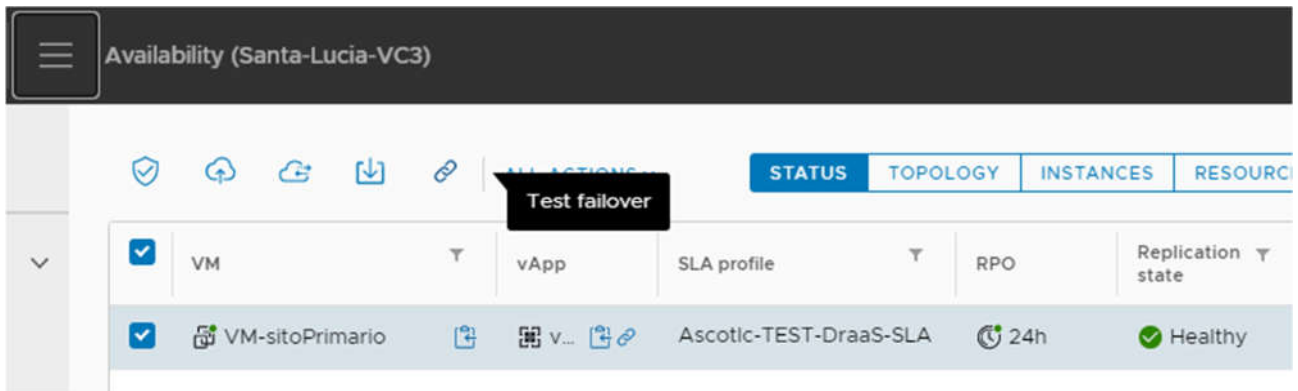 Availability (Santa-Lucia-VC3)
STATUS TOPOLOGY INSTANCES
Test failover
VM vApp SLA profile RPO Replication state
VM-sitoPrimario v... Ascotlc-TEST-DraaS-SLA 24h Healthy